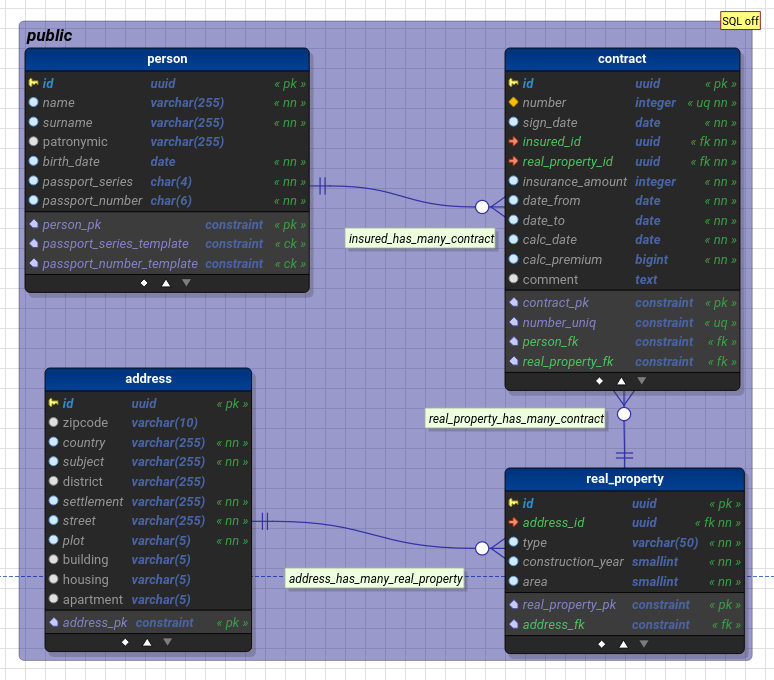 SQL off
public
person
id uuid « pk »
name varchar(255) « nn »
surname varchar(255) « nn »
patronymic varchar(255)
birth_date date « nn »
passport_series char(4) « nn »
passport_number char(6) « nn »
person_pk constraint « pk »
passport_series_template constraint « ck »
passport_number_template constraint « ck »
contract
id uuid « pk »
number integer « uq nn »
sign_date date « nn »
insured_id uuid « fk nn »
real_property_id uuid « fk nn »
insurance_amount integer « nn »
date_from date « nn »
date_to date « nn »
calc_date date « nn »
calc_premium bigint « nn »
comment text
contract_pk constraint « pk »
number_uniq constraint « uq »
person_fk constraint « fk »
real_property_fk constraint « fk »
insured_has_many_contract
address
id uuid « pk »
zipcode varchar(10)
country varchar(255) « nn »
subject varchar(255) « nn »
district varchar(255)
settlement varchar(255) « nn »
street varchar(255) « nn »
plot varchar(5) « nn »
building varchar(5)
housing varchar(5)
apartment varchar(5)
address_pk constraint « pk »
real_property_has_many_contract
real_property
id uuid « pk »
address_id uuid « fk nn »
type varchar(50) « nn »
construction_year smallint « nn »
area smallint « nn »
real_property_pk constraint « pk »
address_fk constraint « fk »
address_has_many_real_property